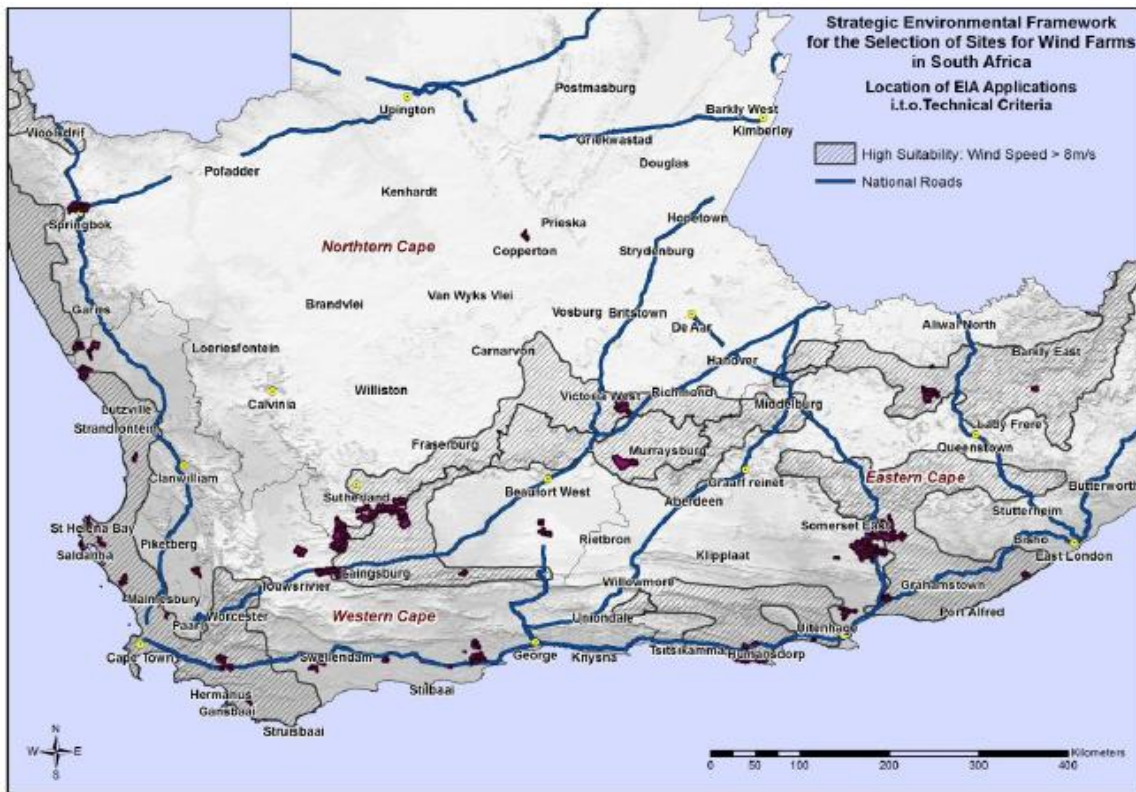 Strategic Environmental Framework
for the Selection of Sites for Wind Farms
in South Africa
Location of EIA Applications
i.t.o.Technical Criteria
High Suitability: Wind Speed > 8m/s
National Roads
Postmasburg
Upington
Barkly West
Kimberley
Griekwastad
Vioolsdrif
Pofadder
Douglas
Kenhardt
Springbok
Prieska
Hopetown
Northtern Cape
Copperton
Strydenburg
Brandvlei
Van Wyks Vlei
Garies
Vosburg
Britstown
De Aar
Aliwal North
Loeriesfontein
Carnarvon
Hanover
Barkly East
Williston
Calvinia
Victoria West
Richmond
Middelburg
Lutzville
Strandfontein
Fraserburg
Lady Frere
Queenstown
Murraysburg
Clanwilliam
Sutherland
Beaufort West
Graaff reinet
Eastern Cape
Butterworth
Aberdeen
St Helena Bay
Somerset East
Stutterheim
Saldanha
Piketberg
Rietbron
Klipplaat
Bisho
East London
Laingsburg
Touwsrivier
Willowmore
Grahamstown
Malmesbury
Worcester
Western Cape
Uniondale
Port Alfred
Paarl
Uitenhage
Cape Town
Swellendam
George
Knysna
Tsitsikamma
Humansdorp
Hermanus
Stilbaai
Gansbaai
Struisbaai
N
W E
S
Kilometers
0 50 100 200 300 400